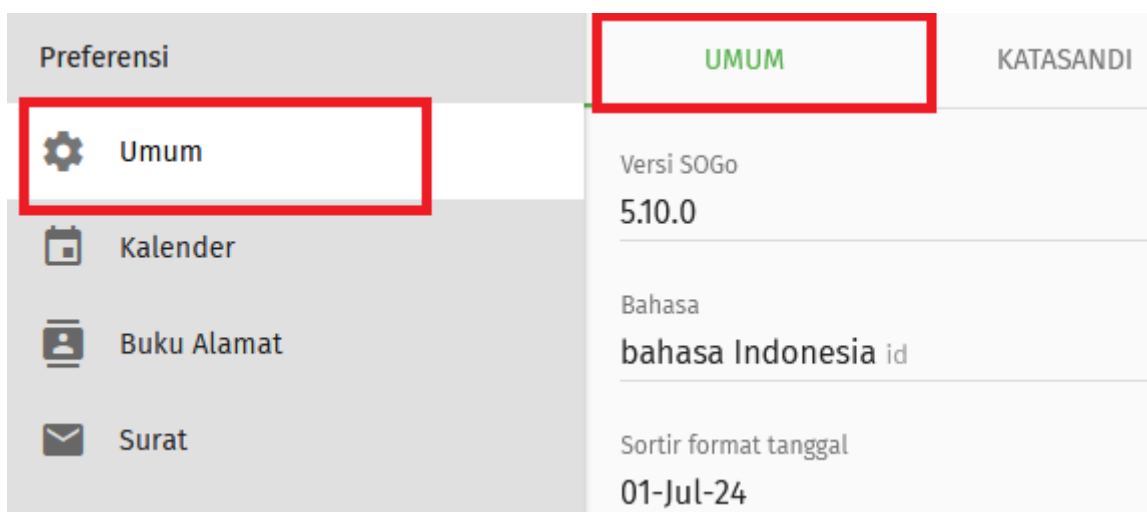 Preferensi
Umum
Kalender
Buku Alamat
Surat
UMUM KATASANDI
Versi SOGo
5.10.0
Bahasa
bahasa Indonesia id
Sortir format tanggal
01-Jul-24